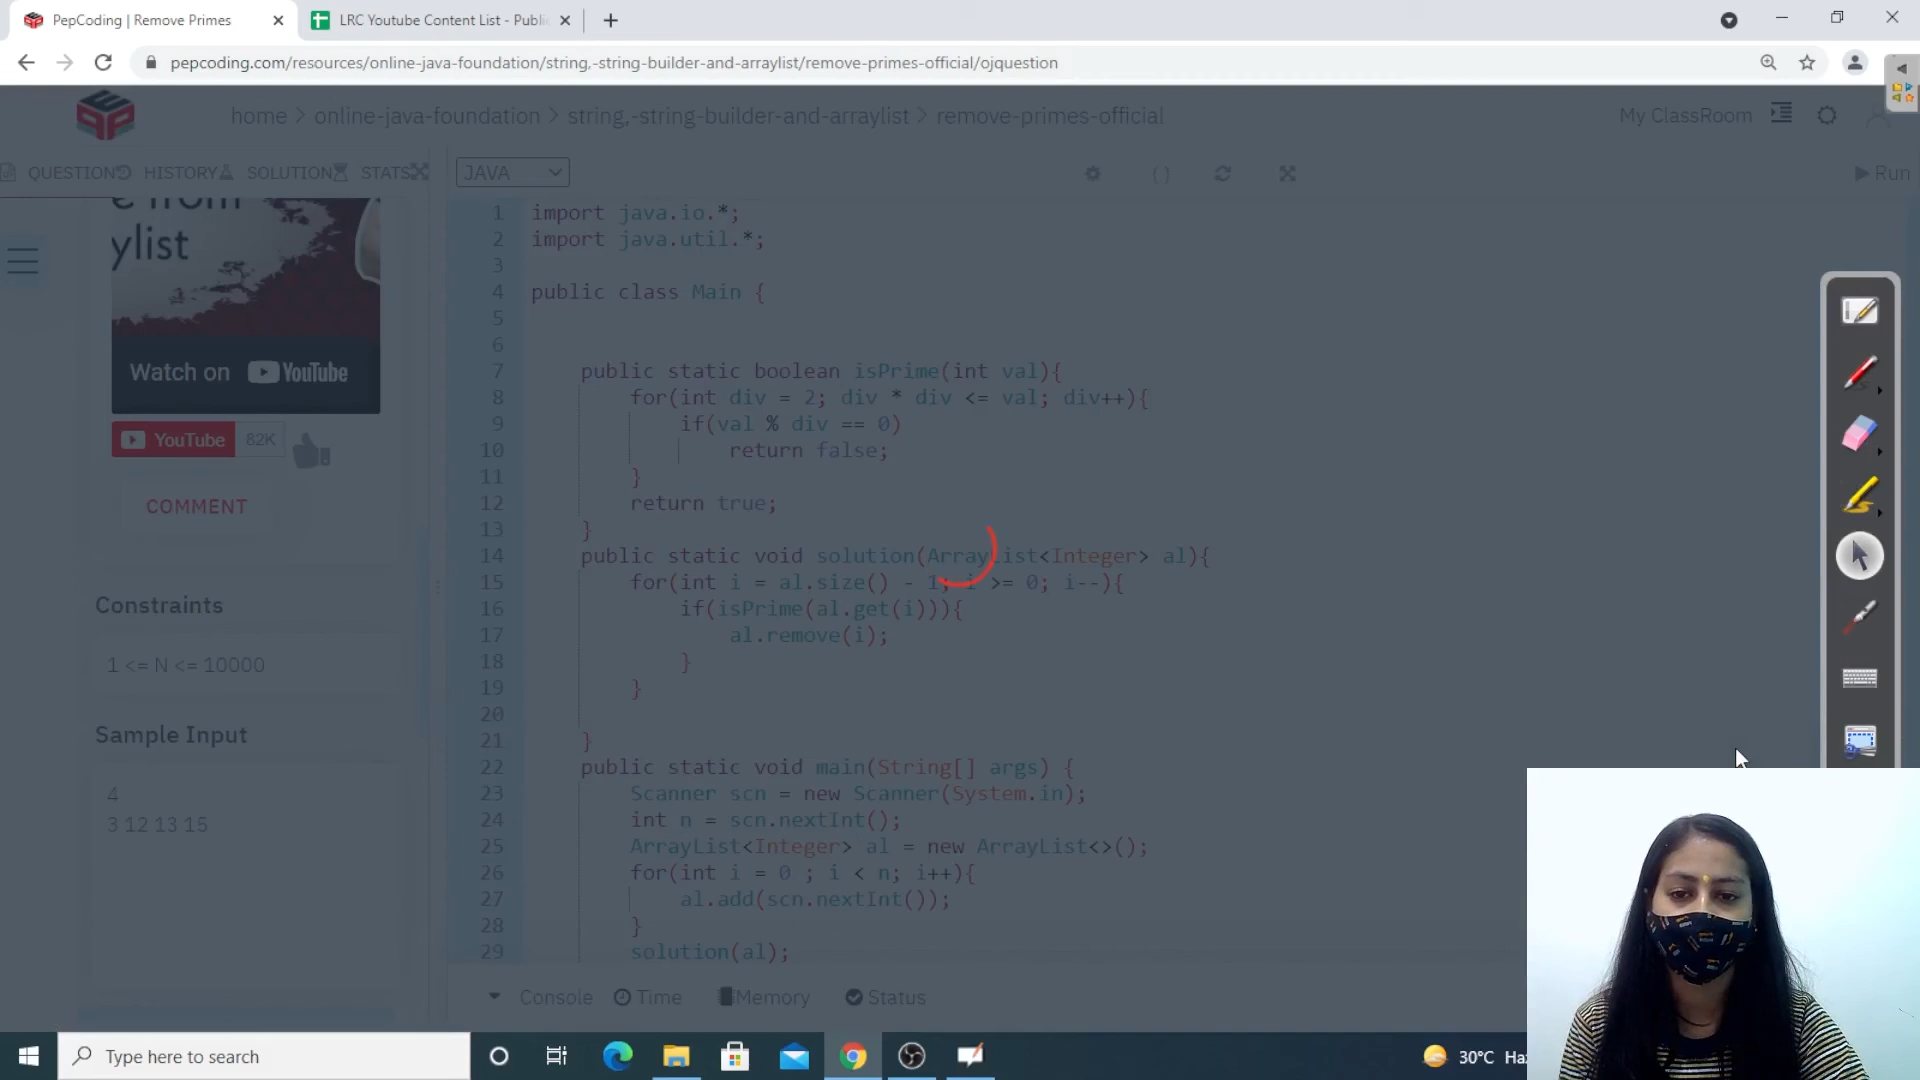 PepCoding | Remove Primes
LRC Youtube Content List - Public
pepcoding.com/resources/online-java-foundation/string,-string-builder-and-arraylist/remove-primes-official/ojquestion
home > online-java-foundation > string,-string-builder-and-arraylist > remove-primes-official
My ClassRoom
QUESTION HISTORY SOLUTION STATS
JAVA
Run
ylist
Watch on YouTube
YouTube 82K
COMMENT
Constraints
1 <= N <= 10000
Sample Input
4
3 12 13 15
1 import java.io.*;
2 import java.util.*;
3
4 public class Main {
5
6
7 public static boolean isPrime(int val){
8 for(int div = 2; div * div <= val; div++){
9 if(val % div == 0)
10 return false;
11 }
12 return true;
13 }
14 public static void solution(ArrayList<Integer> al){
15 for(int i = al.size() - 1; i >= 0; i--){
16 if(isPrime(al.get(i))){
17 al.remove(i);
18 }
19 }
20
21 }
22 public static void main(String[] args) {
23 Scanner scn = new Scanner(System.in);
24 int n = scn.nextInt();
25 ArrayList<Integer> al = new ArrayList<>();
26 for(int i = 0 ; i < n; i++){
27 al.add(scn.nextInt());
28 }
29 solution(al);
Console Time Memory Status
Type here to search
30°C